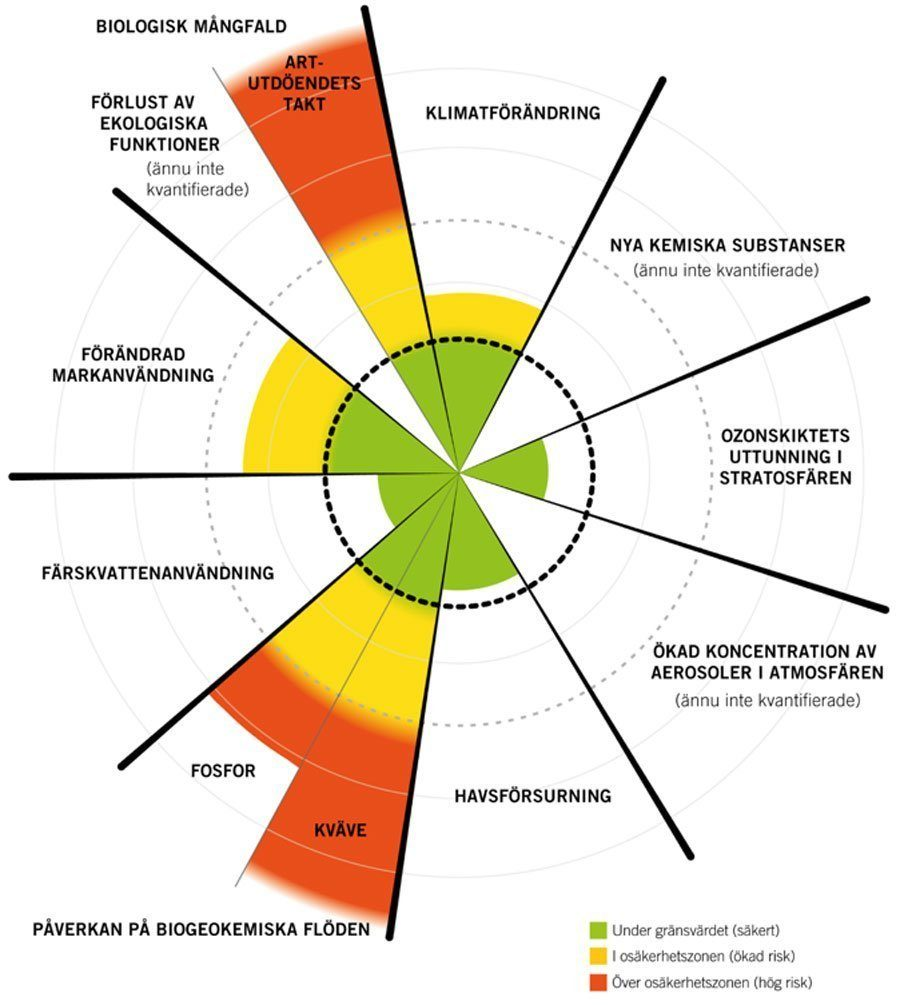 BIOLOGISK MÅNGFALD
ART-
UTDÖENDETS
TAKT
FÖRLUST AV
EKOLOGISKA
FUNKTIONER
(ännu inte
kvantifierade)
KLIMATFÖRÄNDRING
NYA KEMISKA SUBSTANSER
(ännu inte kvantifierade)
FÖRÄNDRAD
MARKANVÄNDNING
OZONSKIKTETS
UTTUNNING I
STRATOSFÄREN
FÄRSKVATTENANVÄNDNING
ÖKAD KONCENTRATION AV
AEROSOLER I ATMOSFÄREN
(ännu inte kvantifierade)
FOSFOR
HAVSFÖRSURNING
KVÄVE
PÅVERKAN PÅ BIOGEOKEMISKA FLÖDEN
Under gränsvärdet (säkert)
I osäkerhetszonen (ökad risk)
Över osäkerhetszonen (hög risk)